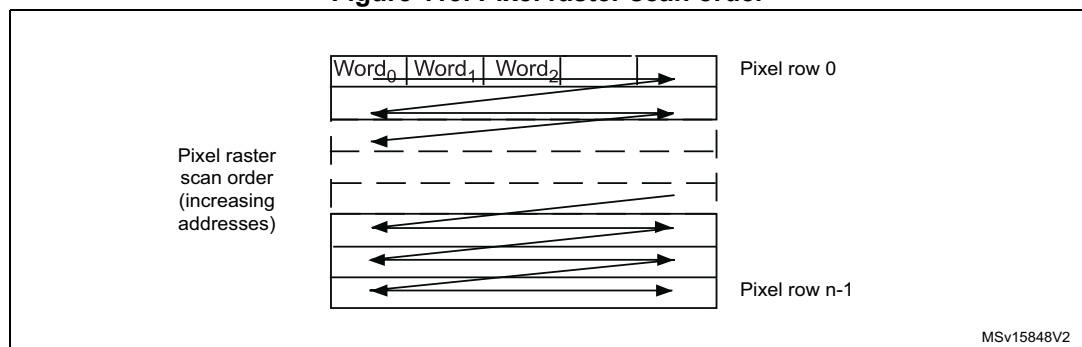 Word0 Word1 Word2
Pixel row 0
Pixel raster
scan order
(increasing
addresses)
Pixel row n-1
MSv15848V2